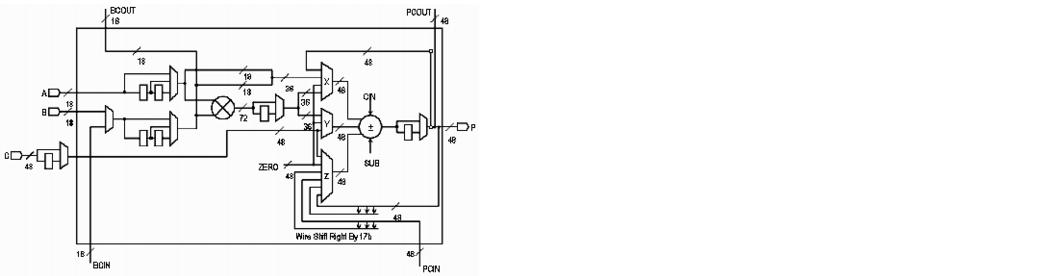 BCOUT
18
PCOUT
48
18
48
A
18
18
18
36
X
48
36
CIN
B
18
72
36
Y
48
±
P
48
C
48
48
SUB
ZERO
48
Z
48
48
Wire Shift Right By 17b
18
BCIN
48
PCIN